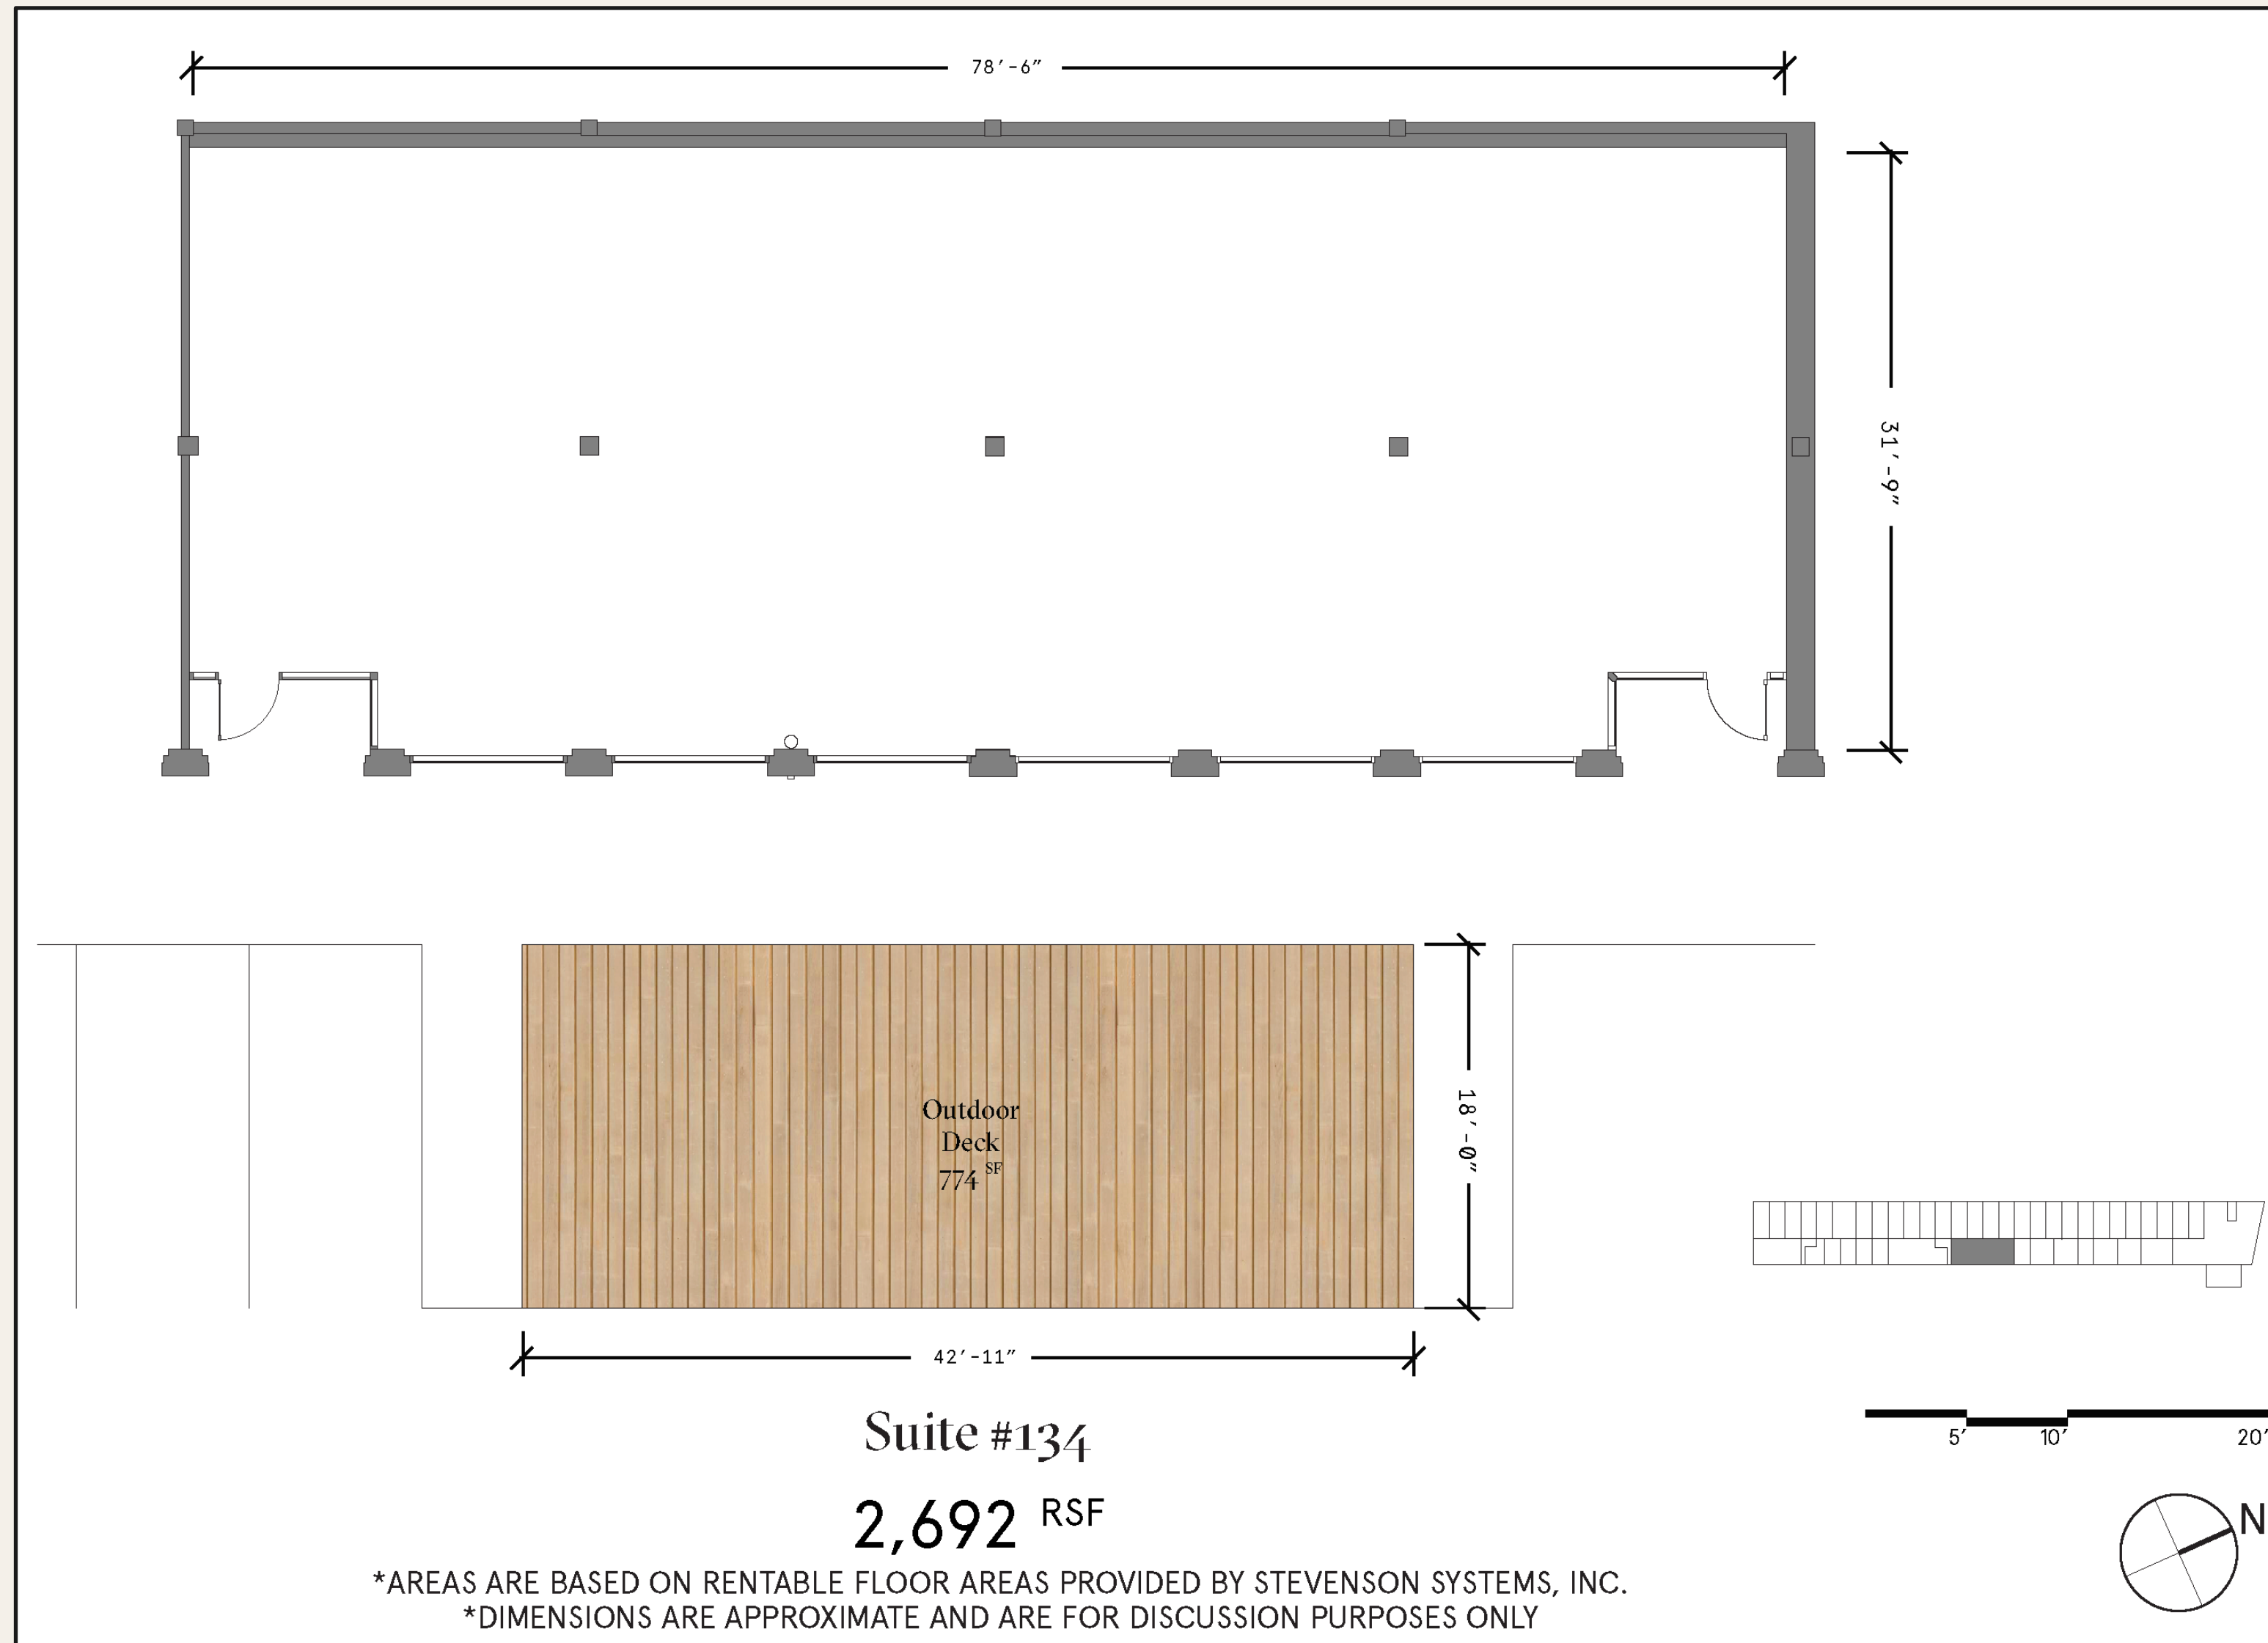 78'-6"
31'-9"
Outdoor
Deck
774 SF
18'-0"
42'-11"
Suite #134
2,692 RSF
5' 10' 20'
N
*AREAS ARE BASED ON RENTABLE FLOOR AREAS PROVIDED BY STEVENSON SYSTEMS, INC.
*DIMENSIONS ARE APPROXIMATE AND ARE FOR DISCUSSION PURPOSES ONLY